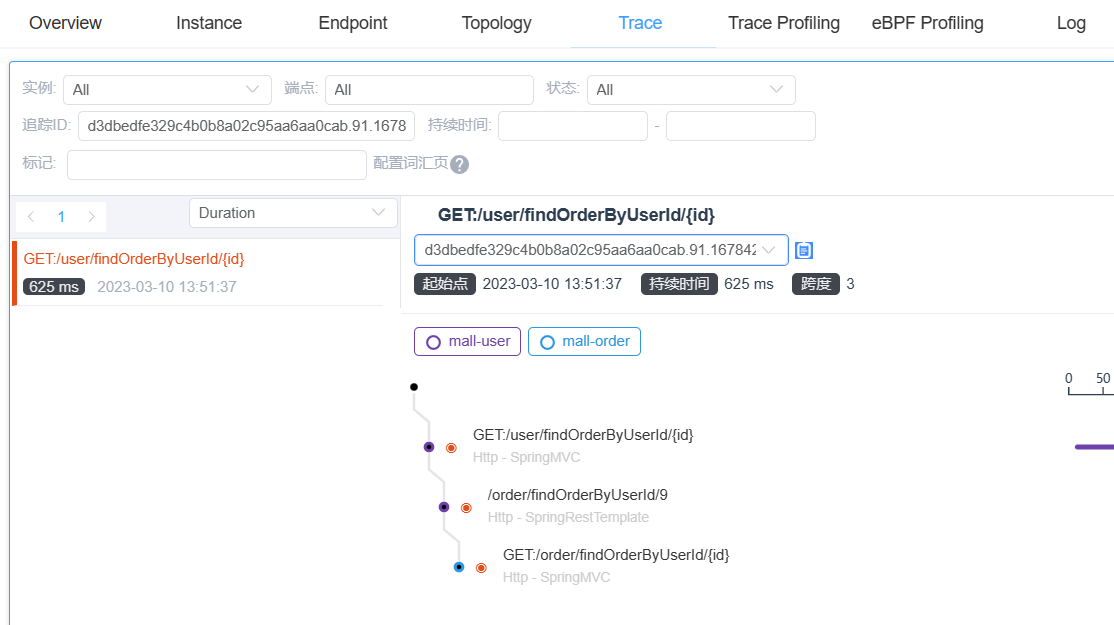 Overview Instance Endpoint Topology Trace Trace Profiling eBPF Profiling Log
实例: All 端点: All 状态: All
追踪ID: d3dbedfe329c4b0b8a02c95aa6aa0cab.91.1678 持续时间: -
标记: 配置词汇页 ?
1 Duration
GET:/user/findOrderByUserId/{id}
625 ms 2023-03-10 13:51:37
GET:/user/findOrderByUserId/{id}
d3dbedfe329c4b0b8a02c95aa6aa0cab.91.167842
起始点 2023-03-10 13:51:37 持续时间 625 ms 跨度 3
mall-user mall-order
0 50
GET:/user/findOrderByUserId/{id}
Http - SpringMVC
/order/findOrderByUserId/9
Http - SpringRestTemplate
GET:/order/findOrderByUserId/{id}
Http - SpringMVC